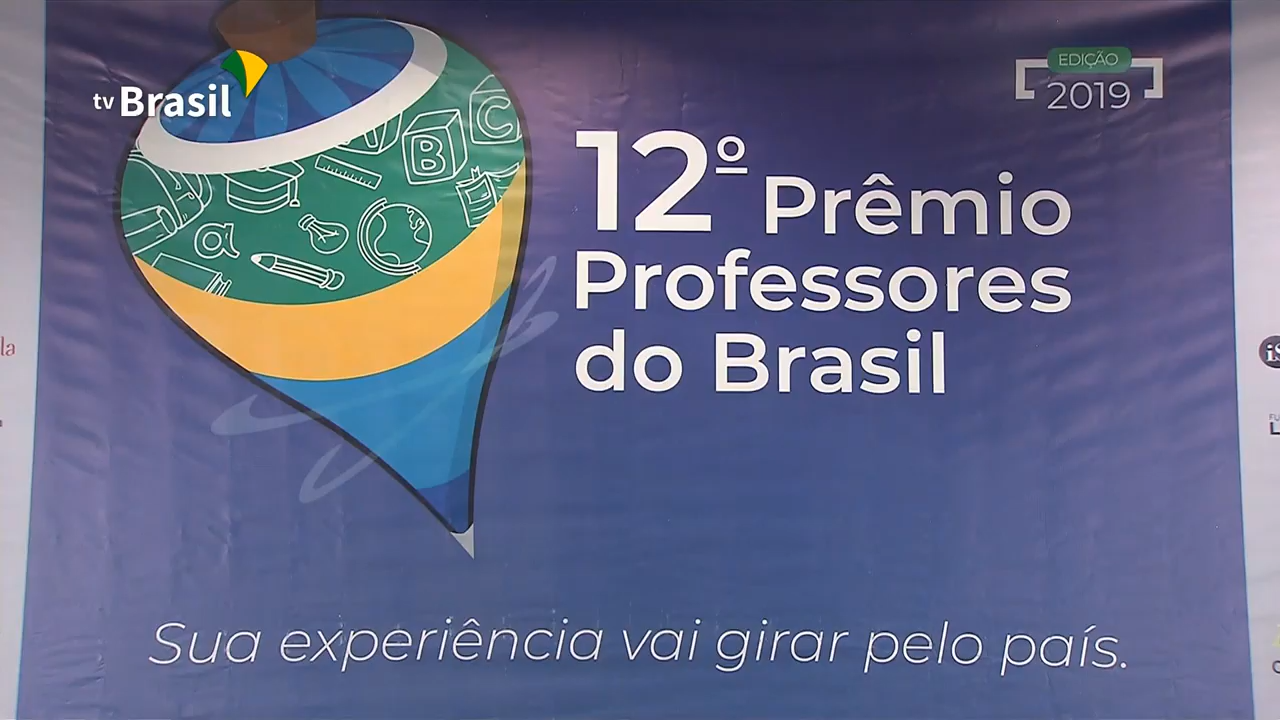 tv Brasil
EDIÇÃO
2019
A B C
12º Prêmio
Professores
do Brasil
Sua experiência vai girar pelo país.